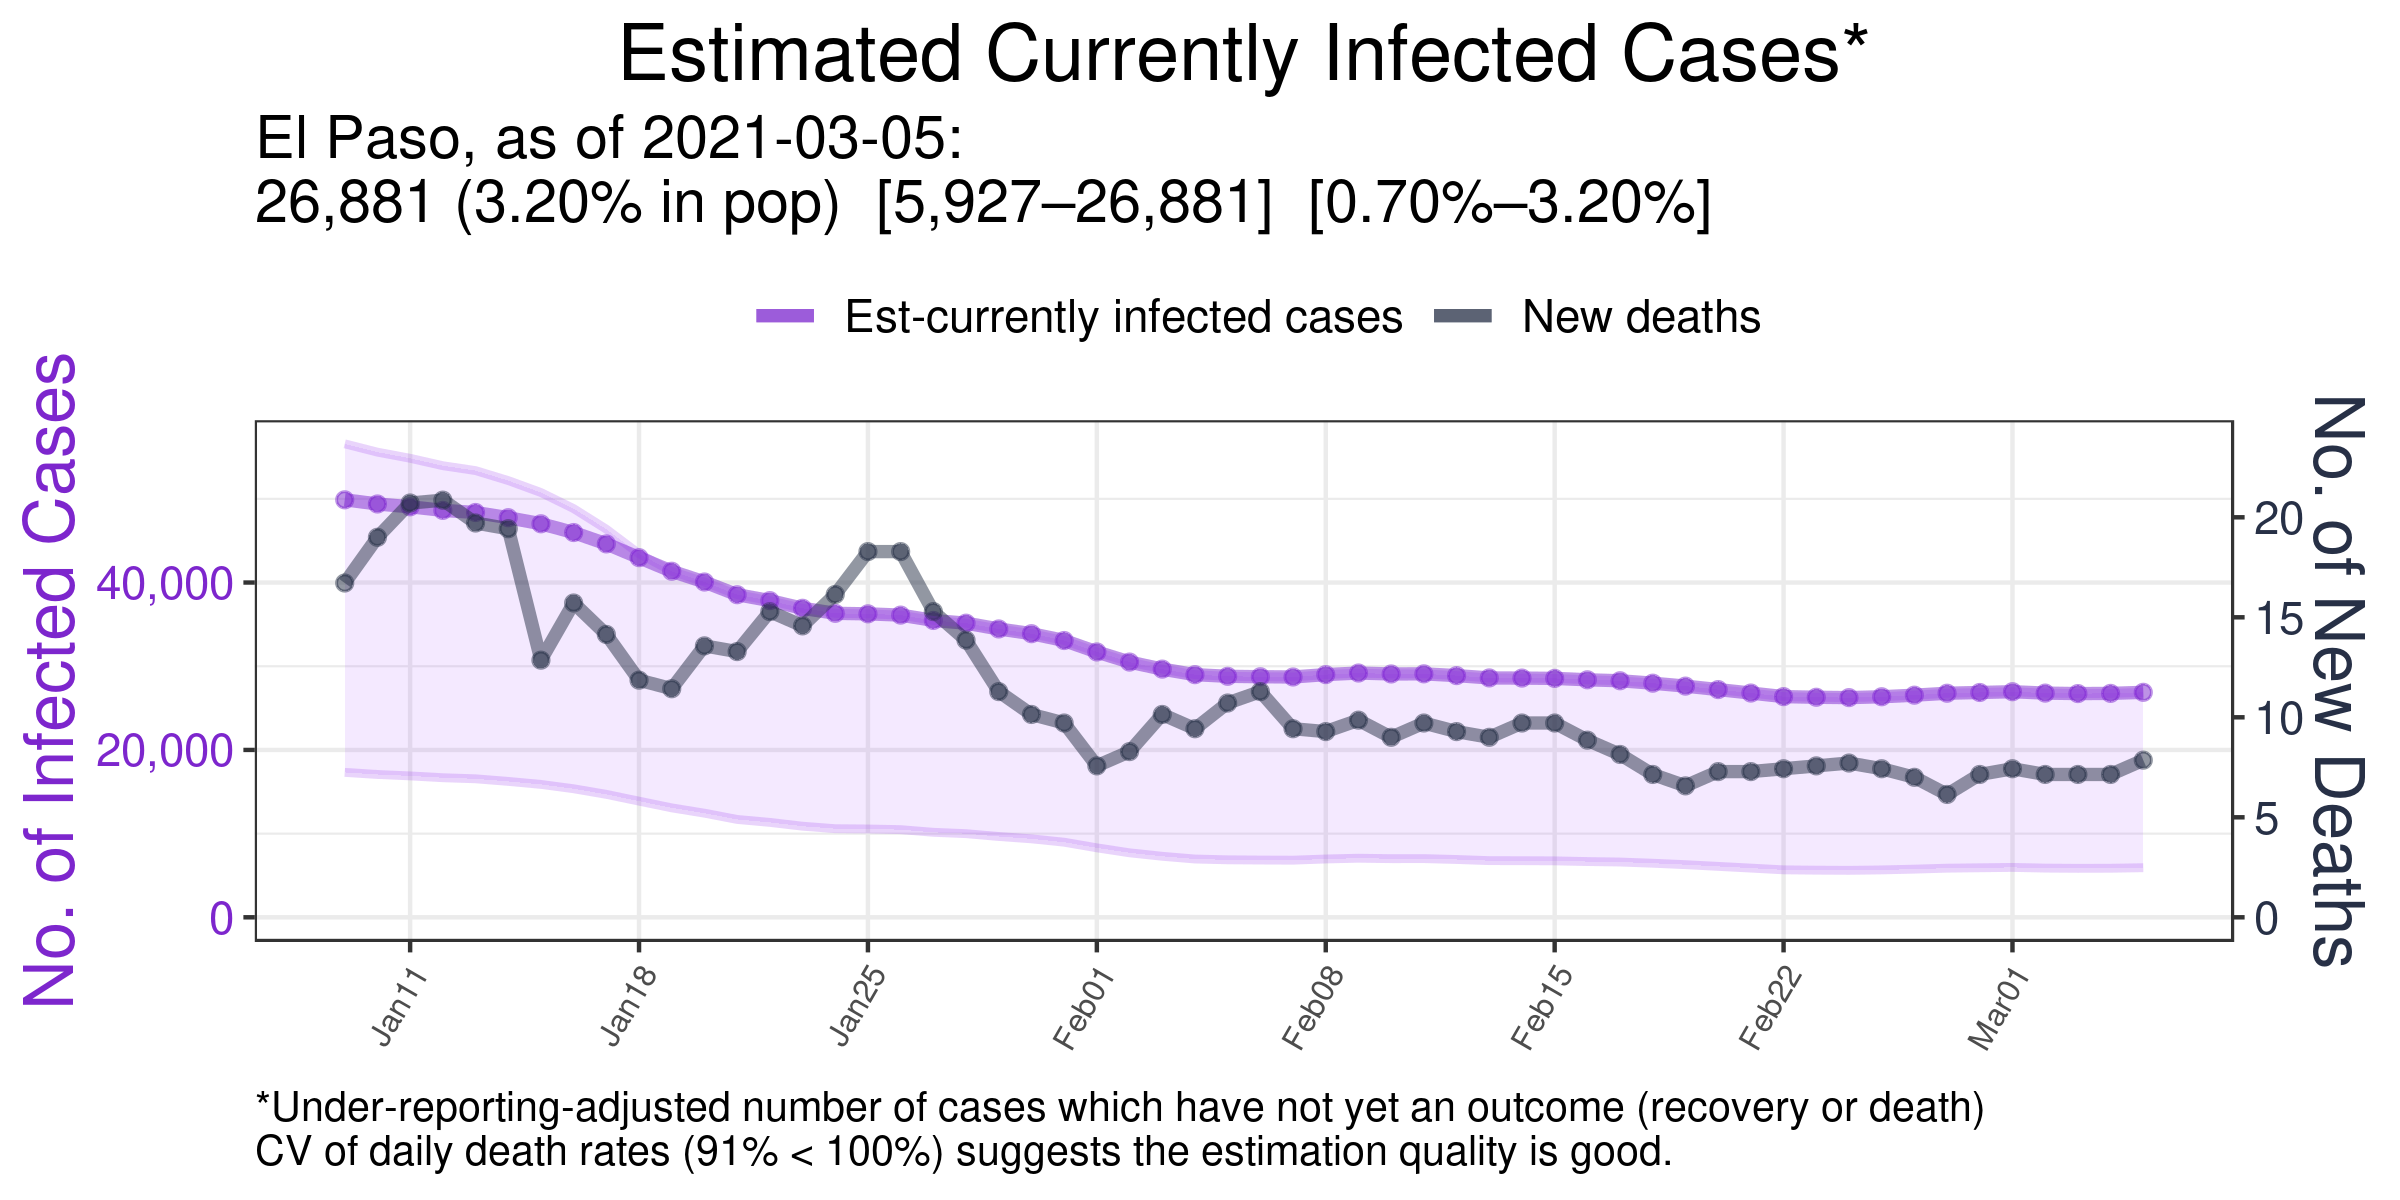 Estimated Currently Infected Cases*
El Paso, as of 2021-03-05:
26,881 (3.20% in pop)  [5,927–26,881]  [0.70%–3.20%]
Est-currently infected cases
New deaths
No. of Infected Cases
40,000
20,000
0
No. of New Deaths
20
15
10
5
0
Jan11
Jan18
Jan25
Feb01
Feb08
Feb15
Feb22
Mar01
*Under-reporting-adjusted number of cases which have not yet an outcome (recovery or death)
CV of daily death rates (91% < 100%) suggests the estimation quality is good.